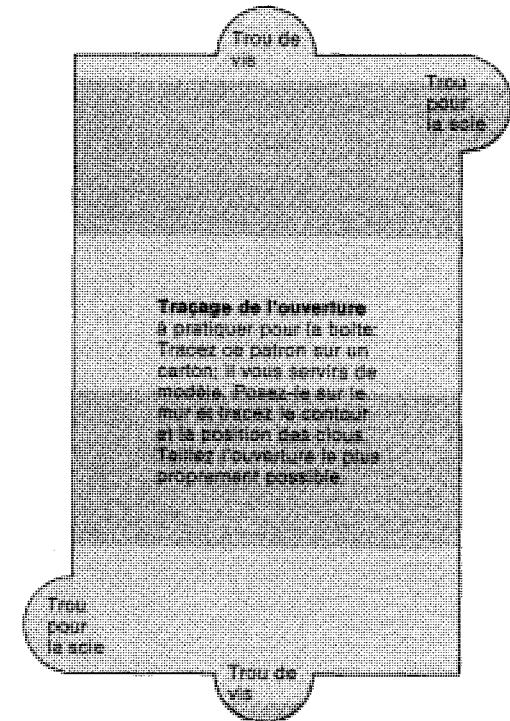 Trou de
vis
Trou
pour
la scie
Traçage de l'ouverture
à pratiquer pour la boîte:
Tracez ce patron sur un
carton; il vous servira de
modèle. Posez-le sur le
mur et tracez le contour
et la position des clous.
Taillez l'ouverture le plus
proprement possible.
Trou
pour
la scie
Trou de
vis